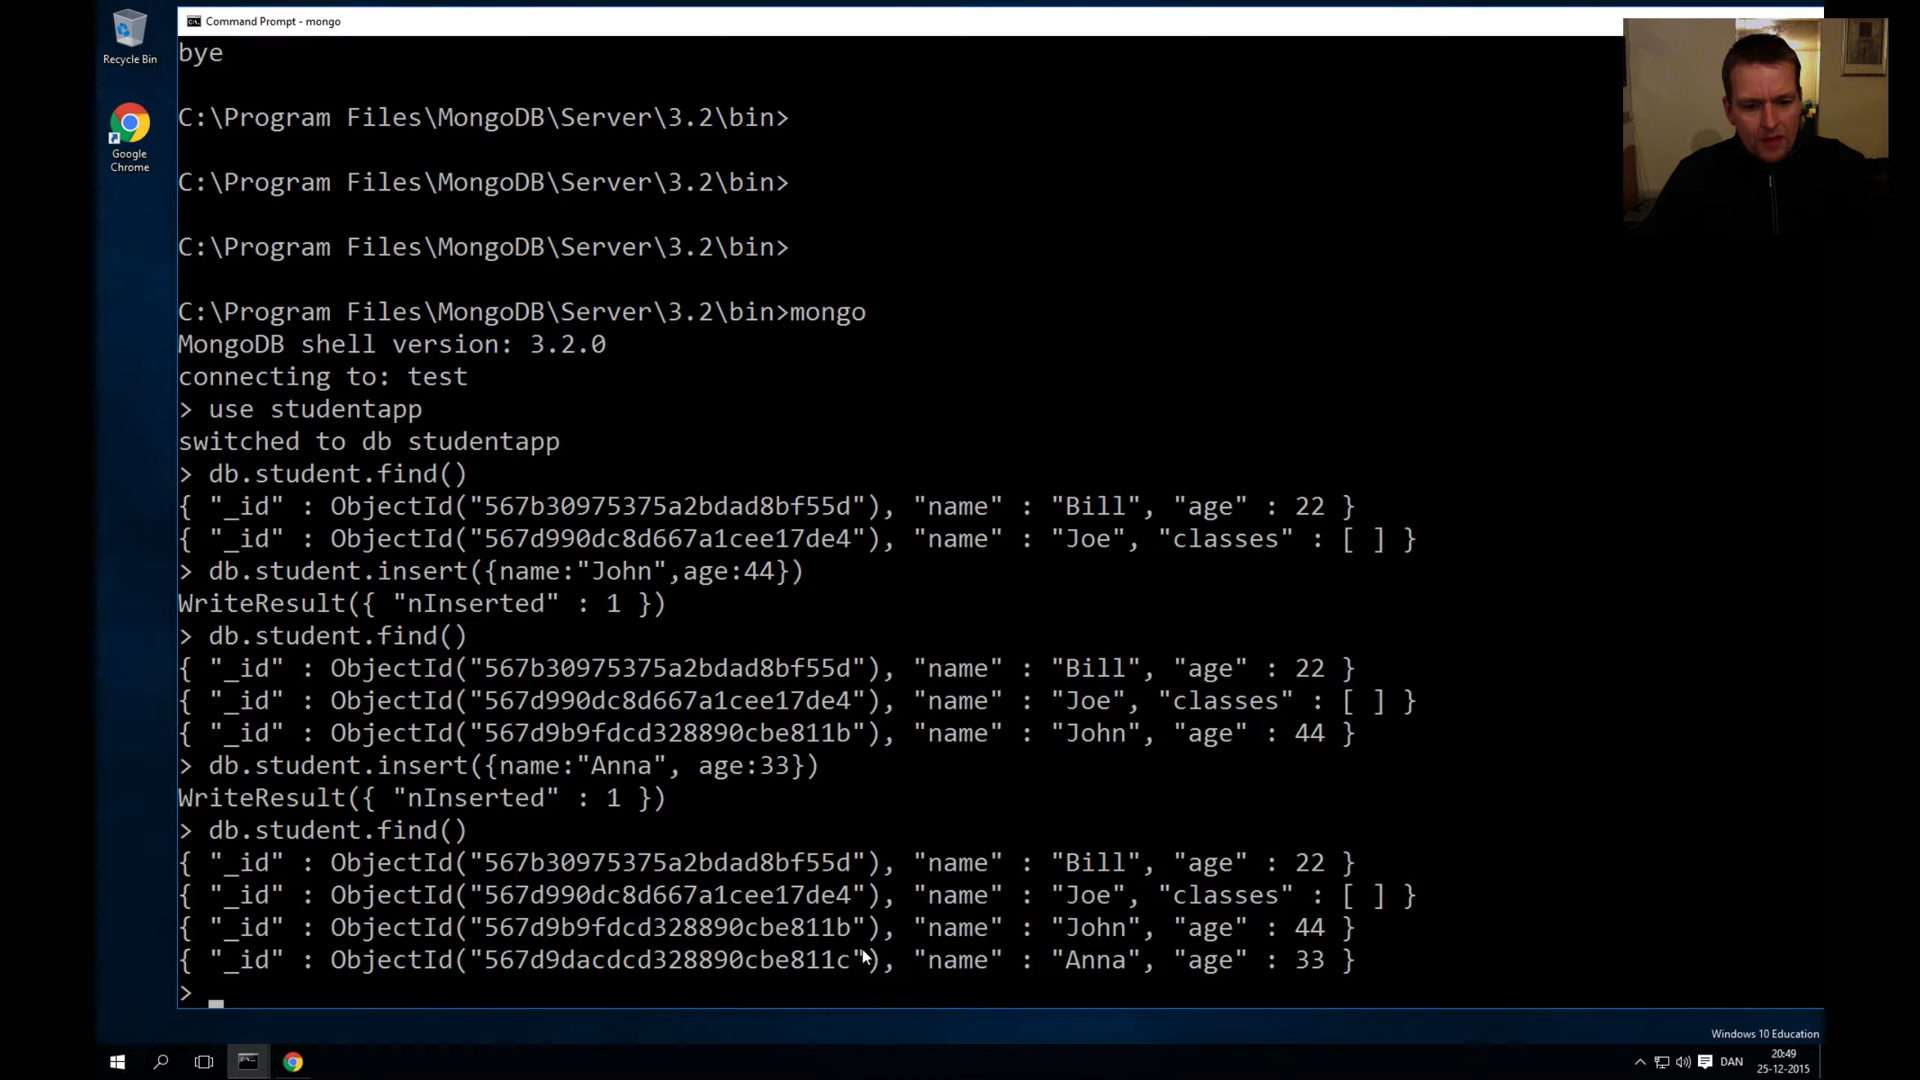 Recycle Bin
Google
Chrome
Command Prompt - mongo
bye
C:\Program Files\MongoDB\Server\3.2\bin>
C:\Program Files\MongoDB\Server\3.2\bin>
C:\Program Files\MongoDB\Server\3.2\bin>
C:\Program Files\MongoDB\Server\3.2\bin>mongo
MongoDB shell version: 3.2.0
connecting to: test
> use studentapp
switched to db studentapp
> db.student.find()
{ "_id" : ObjectId("567b30975375a2bdad8bf55d"), "name" : "Bill", "age" : 22 }
{ "_id" : ObjectId("567d990dc8d667a1cee17de4"), "name" : "Joe", "classes" : [ ] }
> db.student.insert({name:"John",age:44})
WriteResult({ "nInserted" : 1 })
> db.student.find()
{ "_id" : ObjectId("567b30975375a2bdad8bf55d"), "name" : "Bill", "age" : 22 }
{ "_id" : ObjectId("567d990dc8d667a1cee17de4"), "name" : "Joe", "classes" : [ ] }
{ "_id" : ObjectId("567d9b9fdcd328890cbe811b"), "name" : "John", "age" : 44 }
> db.student.insert({name:"Anna", age:33})
WriteResult({ "nInserted" : 1 })
> db.student.find()
{ "_id" : ObjectId("567b30975375a2bdad8bf55d"), "name" : "Bill", "age" : 22 }
{ "_id" : ObjectId("567d990dc8d667a1cee17de4"), "name" : "Joe", "classes" : [ ] }
{ "_id" : ObjectId("567d9b9fdcd328890cbe811b"), "name" : "John", "age" : 44 }
{ "_id" : ObjectId("567d9dacdcd328890cbe811c"), "name" : "Anna", "age" : 33 }
>
Windows 10 Education
DAN
20:49
25-12-2015